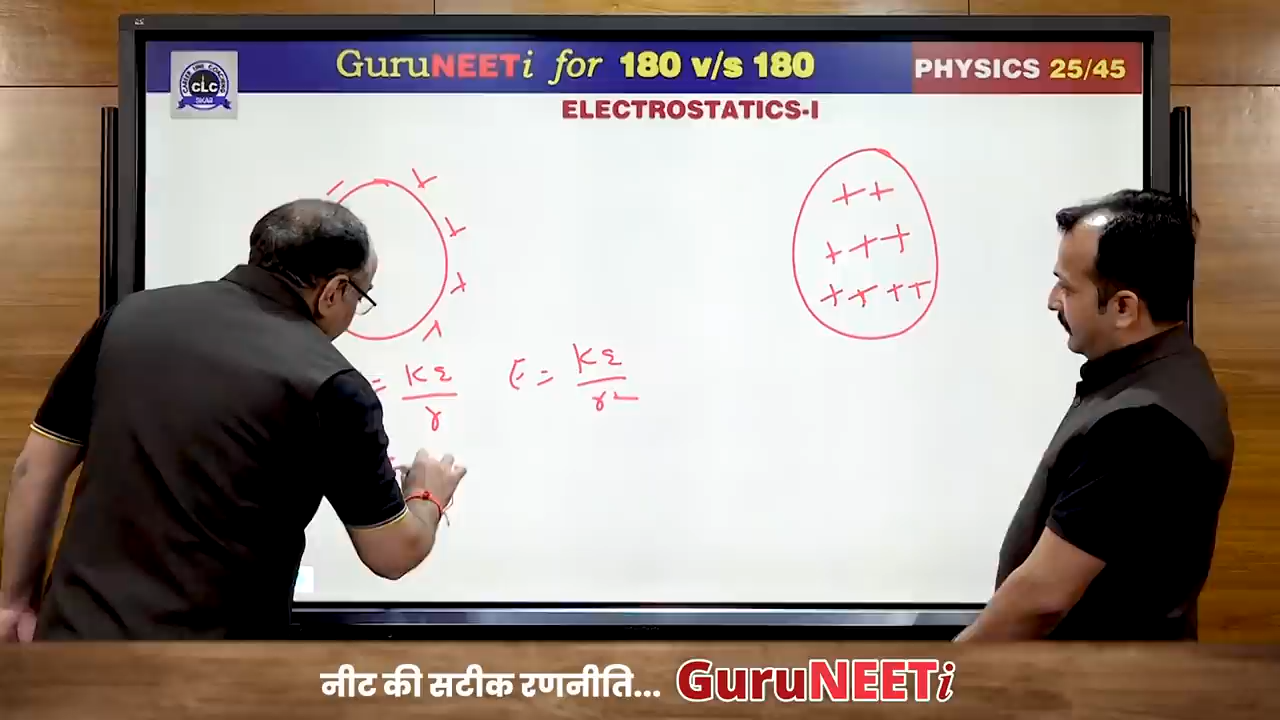 GuruNEETi for 180 v/s 180
PHYSICS 25/45
CLC
SIKAR
ELECTROSTATICS-I
+ +
+ + +
+ + + +
= Kq/r
E = Kq/r²
नीट की सटीक रणनीति... GuruNEETi